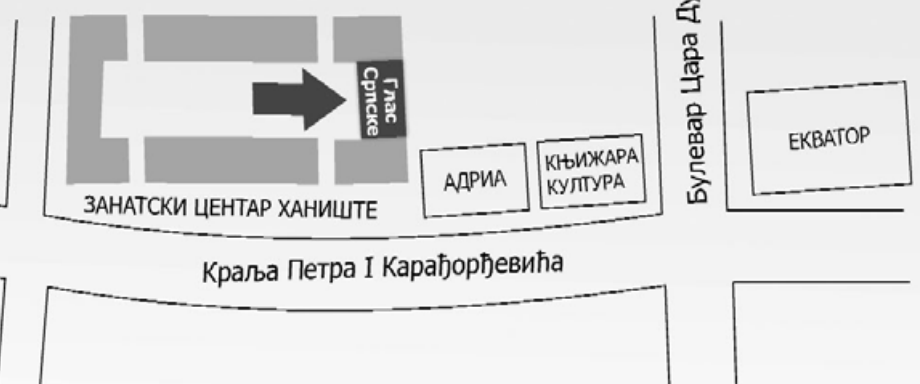 Глас
Српске
АДРИА
КЊИЖАРА
КУЛТУРА
ЕКВАТОР
Булевар Цара
ЗАНАТСКИ ЦЕНТАР ХАНИШТЕ
Краља Петра I Карађорђевића